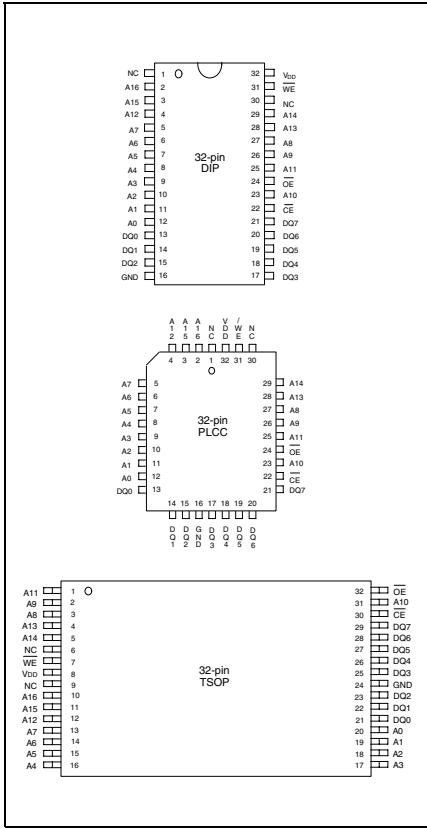 NC 1 32 VDD
A16 2 31 WE
A15 3 30 NC
A12 4 29 A14
A7 5 28 A13
A6 6 27 A8
A5 7 26 A9
A4 8 25 A11
A3 9 24 OE
A2 10 23 A10
A1 11 22 CE
A0 12 21 DQ7
DQ0 13 20 DQ6
DQ1 14 19 DQ5
DQ2 15 18 DQ4
GND 16 17 DQ3
32-pin
DIP
A12 A15 A16 NC VDD /WE NC
4 3 2 1 32 31 30
A7 5 29 A14
A6 6 28 A13
A5 7 27 A8
A4 8 26 A9
A3 9 25 A11
A2 10 24 OE
A1 11 23 A10
A0 12 22 CE
DQ0 13 21 DQ7
32-pin
PLCC
14 15 16 17 18 19 20
DQ1 DQ2 GND DQ3 DQ4 DQ5 DQ6
A11 1 32 OE
A9 2 31 A10
A8 3 30 CE
A13 4 29 DQ7
A14 5 28 DQ6
NC 6 27 DQ5
WE 7 26 DQ4
VDD 8 25 DQ3
NC 9 24 GND
A16 10 23 DQ2
A15 11 22 DQ1
A12 12 21 DQ0
A7 13 20 A0
A6 14 19 A1
A5 15 18 A2
A4 16 17 A3
32-pin
TSOP